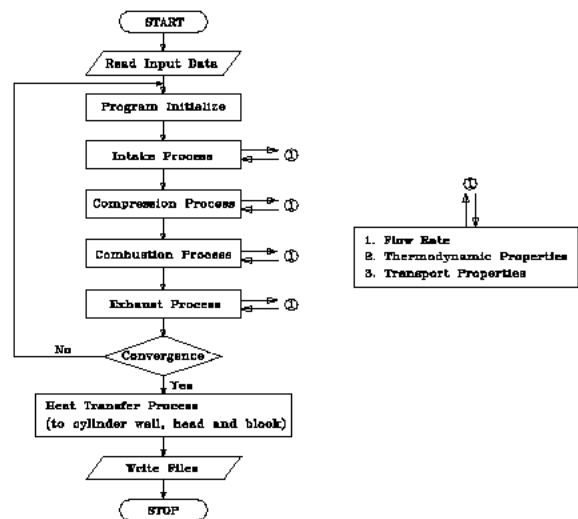 START
Read Input Data
Program Initialize
Intake Process
①
Compression Process
①
Combustion Process
①
Exhaust Process
①
No
Convergence
Yes
Heat Transfer Process
(to cylinder wall, head and block)
Write Files
STOP
①
1. Flow Rate
2. Thermodynamic Properties
3. Transport Properties